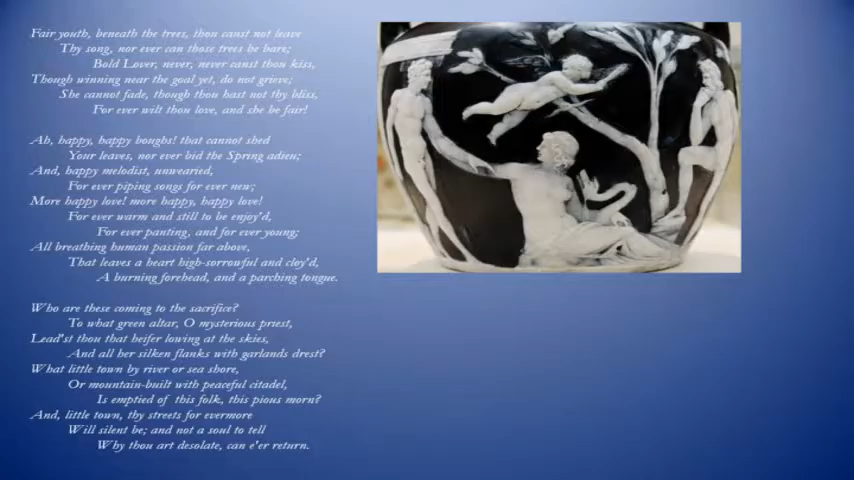 Fair youth, beneath the trees, thou canst not leave
Thy song, nor ever can those trees be bare;
Bold Lover, never, never canst thou kiss,
Though winning near the goal yet, do not grieve;
She cannot fade, though thou hast not thy bliss,
For ever wilt thou love, and she be fair!
Ah, happy, happy boughs! that cannot shed
Your leaves, nor ever bid the Spring adieu;
And, happy melodist, unwearied,
For ever piping songs for ever new;
More happy love! more happy, happy love!
For ever warm and still to be enjoy'd,
For ever panting, and for ever young;
All breathing human passion far above,
That leaves a heart high-sorrowful and cloy'd,
A burning forehead, and a parching tongue.
Who are these coming to the sacrifice?
To what green altar, O mysterious priest,
Lead'st thou that heifer lowing at the skies,
And all her silken flanks with garlands drest?
What little town by river or sea shore,
Or mountain-built with peaceful citadel,
Is emptied of this folk, this pious morn?
And, little town, thy streets for evermore
Will silent be; and not a soul to tell
Why thou art desolate, can e'er return.